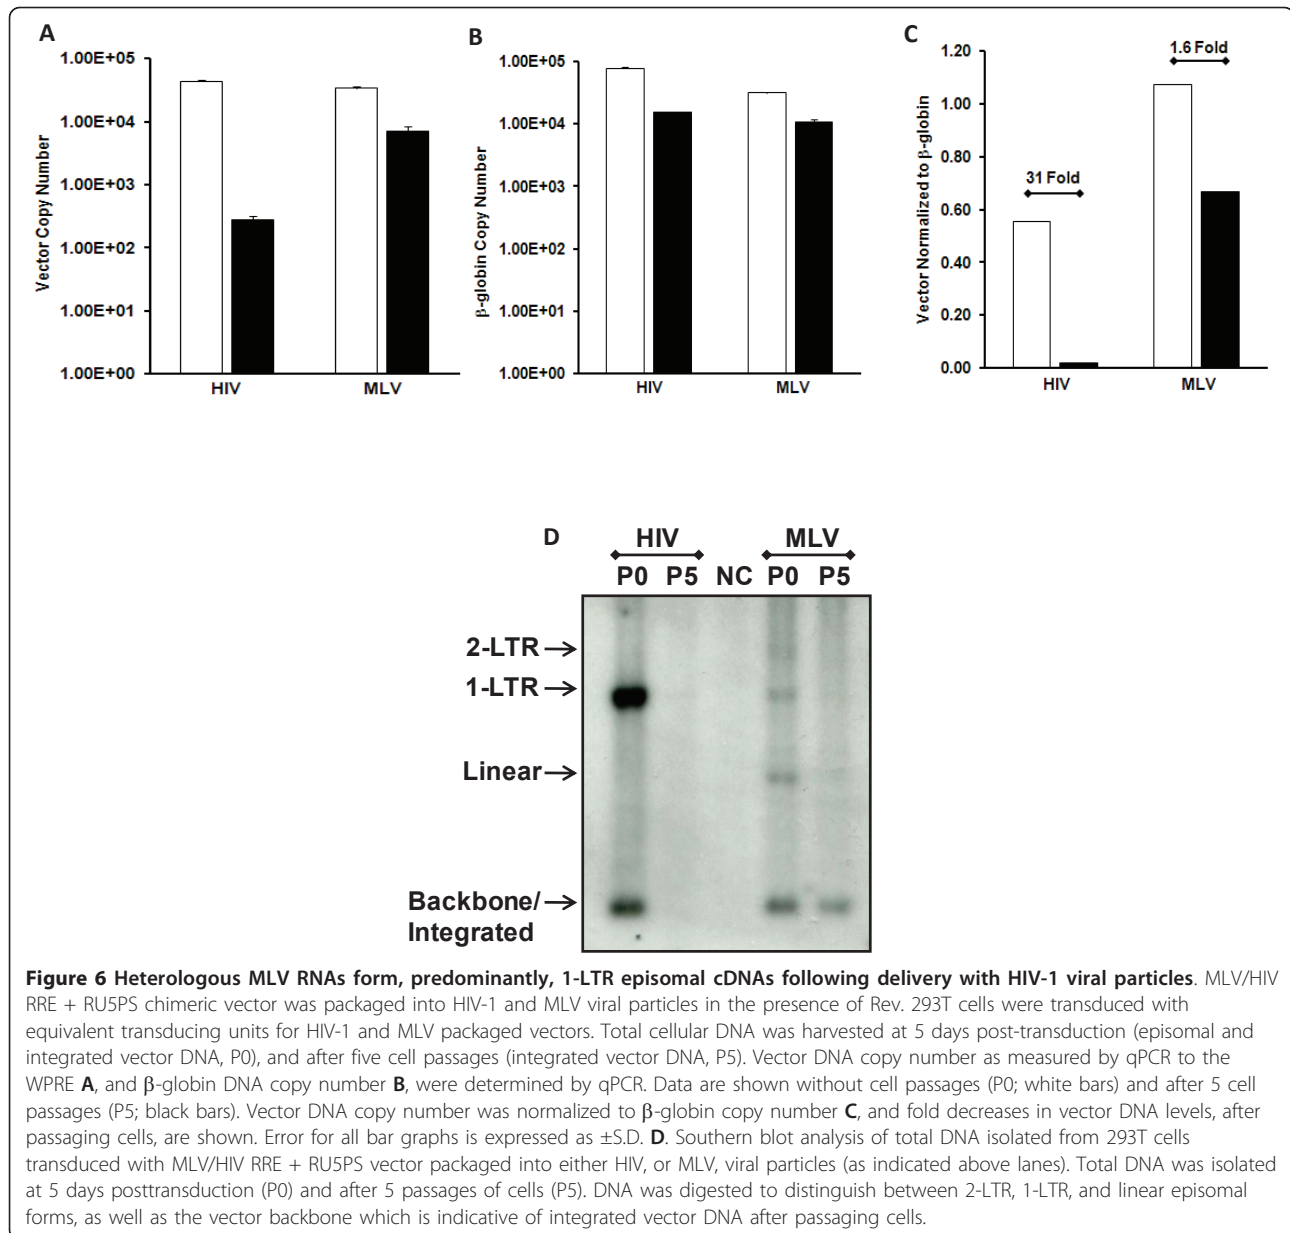 A
1.00E+05
1.00E+04
1.00E+03
1.00E+02
1.00E+01
1.00E+00
Vector Copy Number
HIV
MLV
B
1.00E+05
1.00E+04
1.00E+03
1.00E+02
1.00E+01
1.00E+00
β-globin Copy Number
HIV
MLV
C
1.20
1.00
0.80
0.60
0.40
0.20
0.00
Vector Normalized to β-globin
31 Fold
1.6 Fold
HIV
MLV
D
HIV
MLV
P0 P5 NC P0 P5
2-LTR
1-LTR
Linear
Backbone/
Integrated
Figure 6 Heterologous MLV RNAs form, predominantly, 1-LTR episomal cDNAs following delivery with HIV-1 viral particles. MLV/HIV
RRE + RU5PS chimeric vector was packaged into HIV-1 and MLV viral particles in the presence of Rev. 293T cells were transduced with
equivalent transducing units for HIV-1 and MLV packaged vectors. Total cellular DNA was harvested at 5 days post-transduction (episomal and
integrated vector DNA, P0), and after five cell passages (integrated vector DNA, P5). Vector DNA copy number as measured by qPCR to the
WPRE A, and β-globin DNA copy number B, were determined by qPCR. Data are shown without cell passages (P0; white bars) and after 5 cell
passages (P5; black bars). Vector DNA copy number was normalized to β-globin copy number C, and fold decreases in vector DNA levels, after
passaging cells, are shown. Error for all bar graphs is expressed as ±S.D. D. Southern blot analysis of total DNA isolated from 293T cells
transduced with MLV/HIV RRE + RU5PS vector packaged into either HIV, or MLV, viral particles (as indicated above lanes). Total DNA was isolated
at 5 days posttransduction (P0) and after 5 passages of cells (P5). DNA was digested to distinguish between 2-LTR, 1-LTR, and linear episomal
forms, as well as the vector backbone which is indicative of integrated vector DNA after passaging cells.